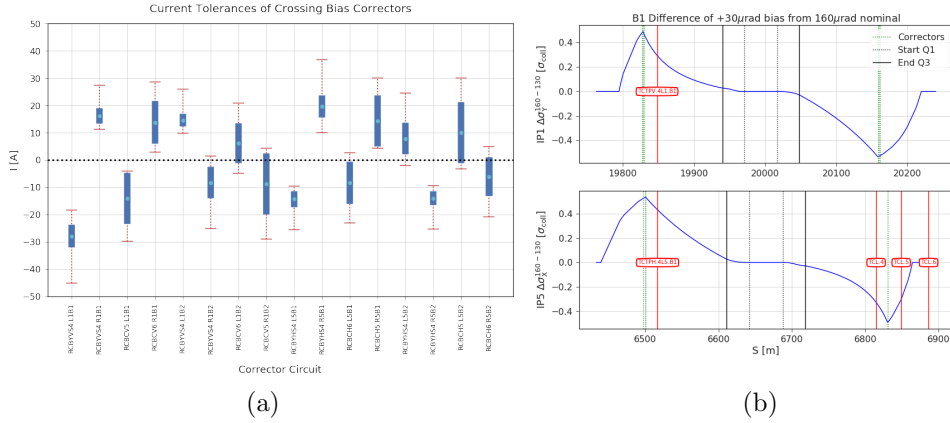 Current Tolerances of Crossing Bias Correctors
I [A]
50
40
30
20
10
0
−10
−20
−30
−40
−50
RCBYVS4 L1B1
RCBYVS4 R1B1
RCBCV5 L1B1
RCBCV6 R1B1
RCBYVS4 L1B2
RCBYVS4 R1B2
RCBCV6 L1B2
RCBCV5 R1B2
RCBYHS4 L5B1
RCBYHS4 R5B1
RCBCH6 L5B1
RCBCH5 R5B1
RCBYHS4 L5B2
RCBYHS4 R5B2
RCBCH5 L5B2
RCBCH6 R5B2
Corrector Circuit
(a)
B1 Difference of +30μrad bias from 160μrad nominal
IP1 Δσ_Y^{160−130} [σ_coll]
0.4
0.2
0.0
−0.2
−0.4
TCTPV.4L1.B1
Correctors
Start Q1
End Q3
19800 19900 20000 20100 20200
IP5 Δσ_X^{160−130} [σ_coll]
0.4
0.2
0.0
−0.2
−0.4
TCTPH.4L5.B1
TCL.4
TCL.5
TCL.6
6500 6600 6700 6800 6900
S [m]
(b)